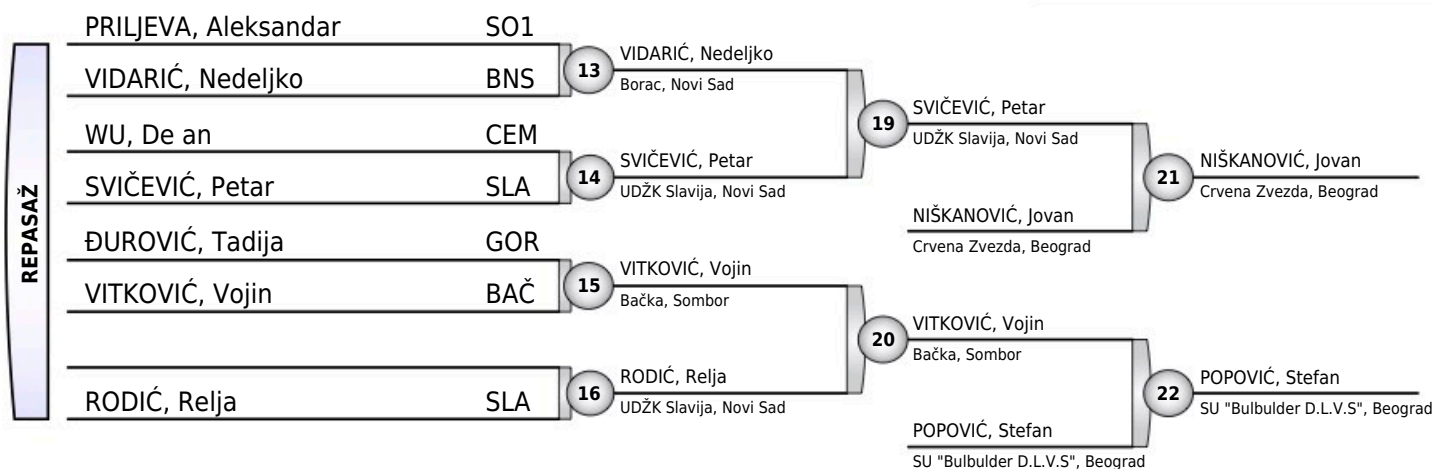 REPASAŽ
PRILJEVA, Aleksandar SO1
VIDARIĆ, Nedeljko BNS
WU, De an CEM
SVIČEVIĆ, Petar SLA
ĐUROVIĆ, Tadija GOR
VITKOVIĆ, Vojin BAČ
RODIĆ, Relja SLA
13
VIDARIĆ, Nedeljko
Borac, Novi Sad
14
SVIČEVIĆ, Petar
UDŽK Slavija, Novi Sad
15
VITKOVIĆ, Vojin
Bačka, Sombor
16
RODIĆ, Relja
UDŽK Slavija, Novi Sad
19
SVIČEVIĆ, Petar
UDŽK Slavija, Novi Sad
NIŠKANOVIĆ, Jovan
Crvena Zvezda, Beograd
20
VITKOVIĆ, Vojin
Bačka, Sombor
POPOVIĆ, Stefan
SU "Bulbulder D.L.V.S", Beograd
21
NIŠKANOVIĆ, Jovan
Crvena Zvezda, Beograd
22
POPOVIĆ, Stefan
SU "Bulbulder D.L.V.S", Beograd